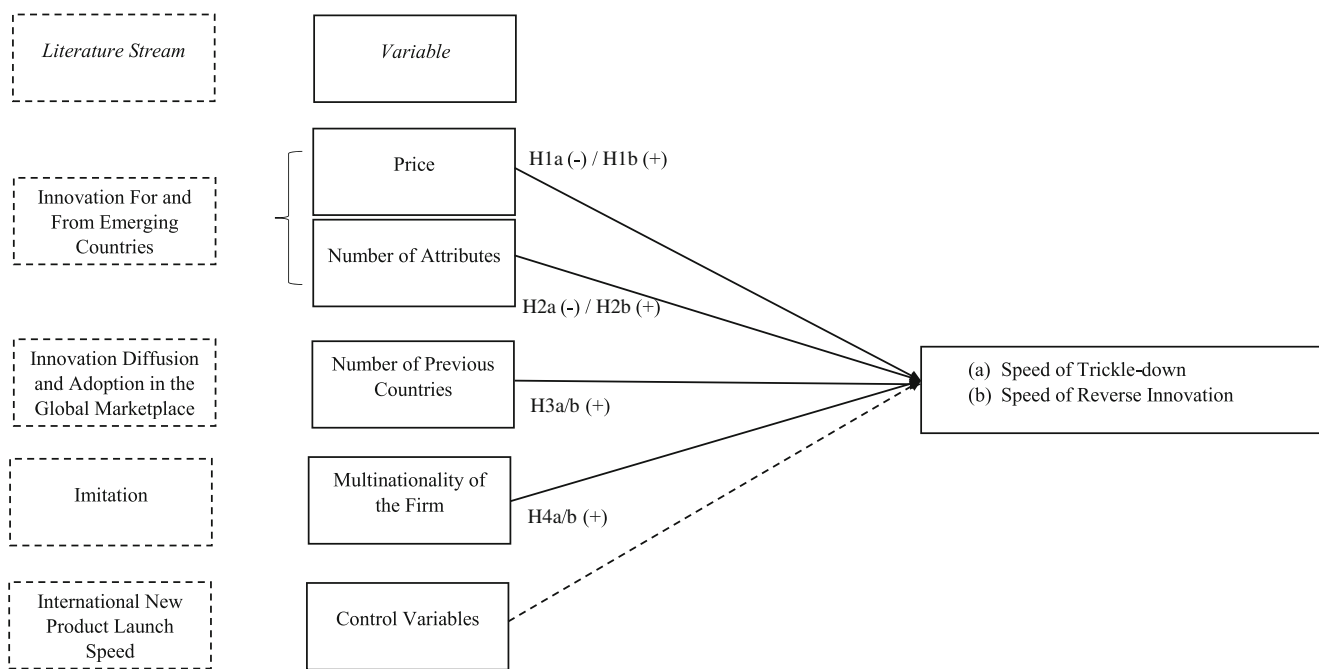 Literature Stream
Variable
Price
H1a (-) / H1b (+)
Innovation For and
From Emerging
Countries
Number of Attributes
H2a (-) / H2b (+)
Innovation Diffusion
and Adoption in the
Global Marketplace
Number of Previous
Countries
H3a/b (+)
(a) Speed of Trickle-down
(b) Speed of Reverse Innovation
Imitation
Multinationality of
the Firm
H4a/b (+)
International New
Product Launch
Speed
Control Variables